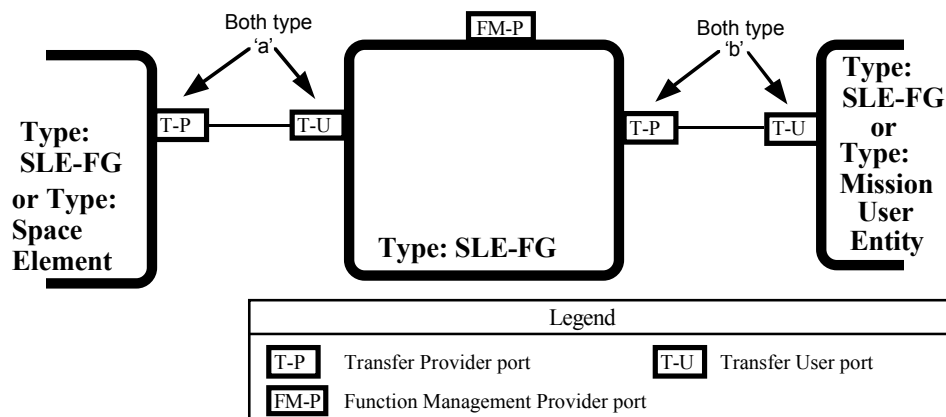 Both type
‘a’
FM-P
Both type
‘b’
T-P
T-U
T-P
T-U
Type:
SLE-FG
or Type:
Space
Element
Type: SLE-FG
Type:
SLE-FG
or
Type:
Mission
User
Entity
Legend
T-P Transfer Provider port
T-U Transfer User port
FM-P Function Management Provider port